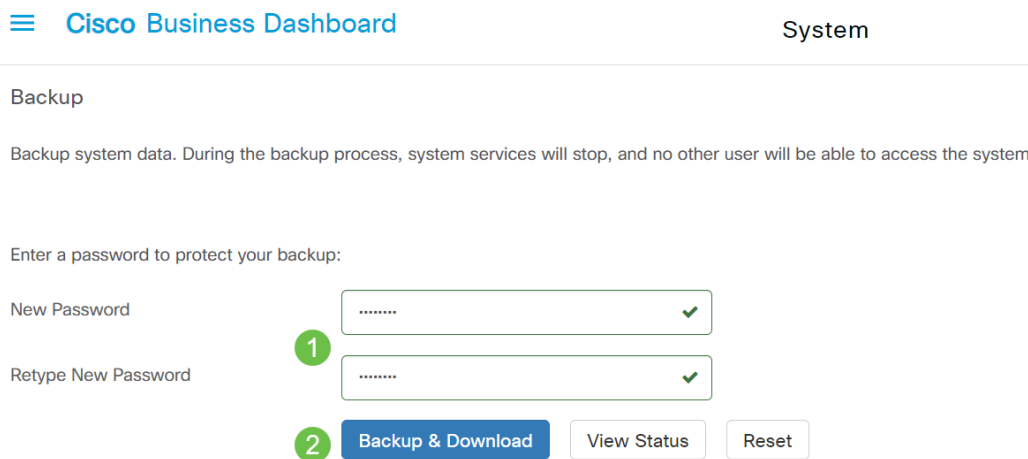 Cisco Business Dashboard
System
Backup
Backup system data. During the backup process, system services will stop, and no other user will be able to access the system
Enter a password to protect your backup:
New Password
········
1
Retype New Password
········
2
Backup & Download
View Status
Reset